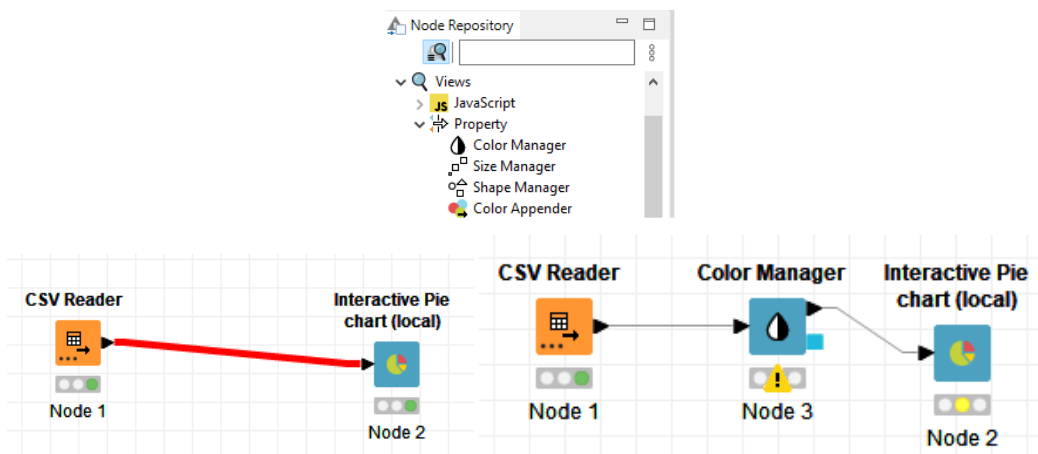 Node Repository
Views
JS JavaScript
Property
Color Manager
Size Manager
Shape Manager
Color Appender
CSV Reader
Interactive Pie
chart (local)
Node 1
Node 2
CSV Reader
Color Manager
Interactive Pie
chart (local)
Node 1
Node 3
Node 2